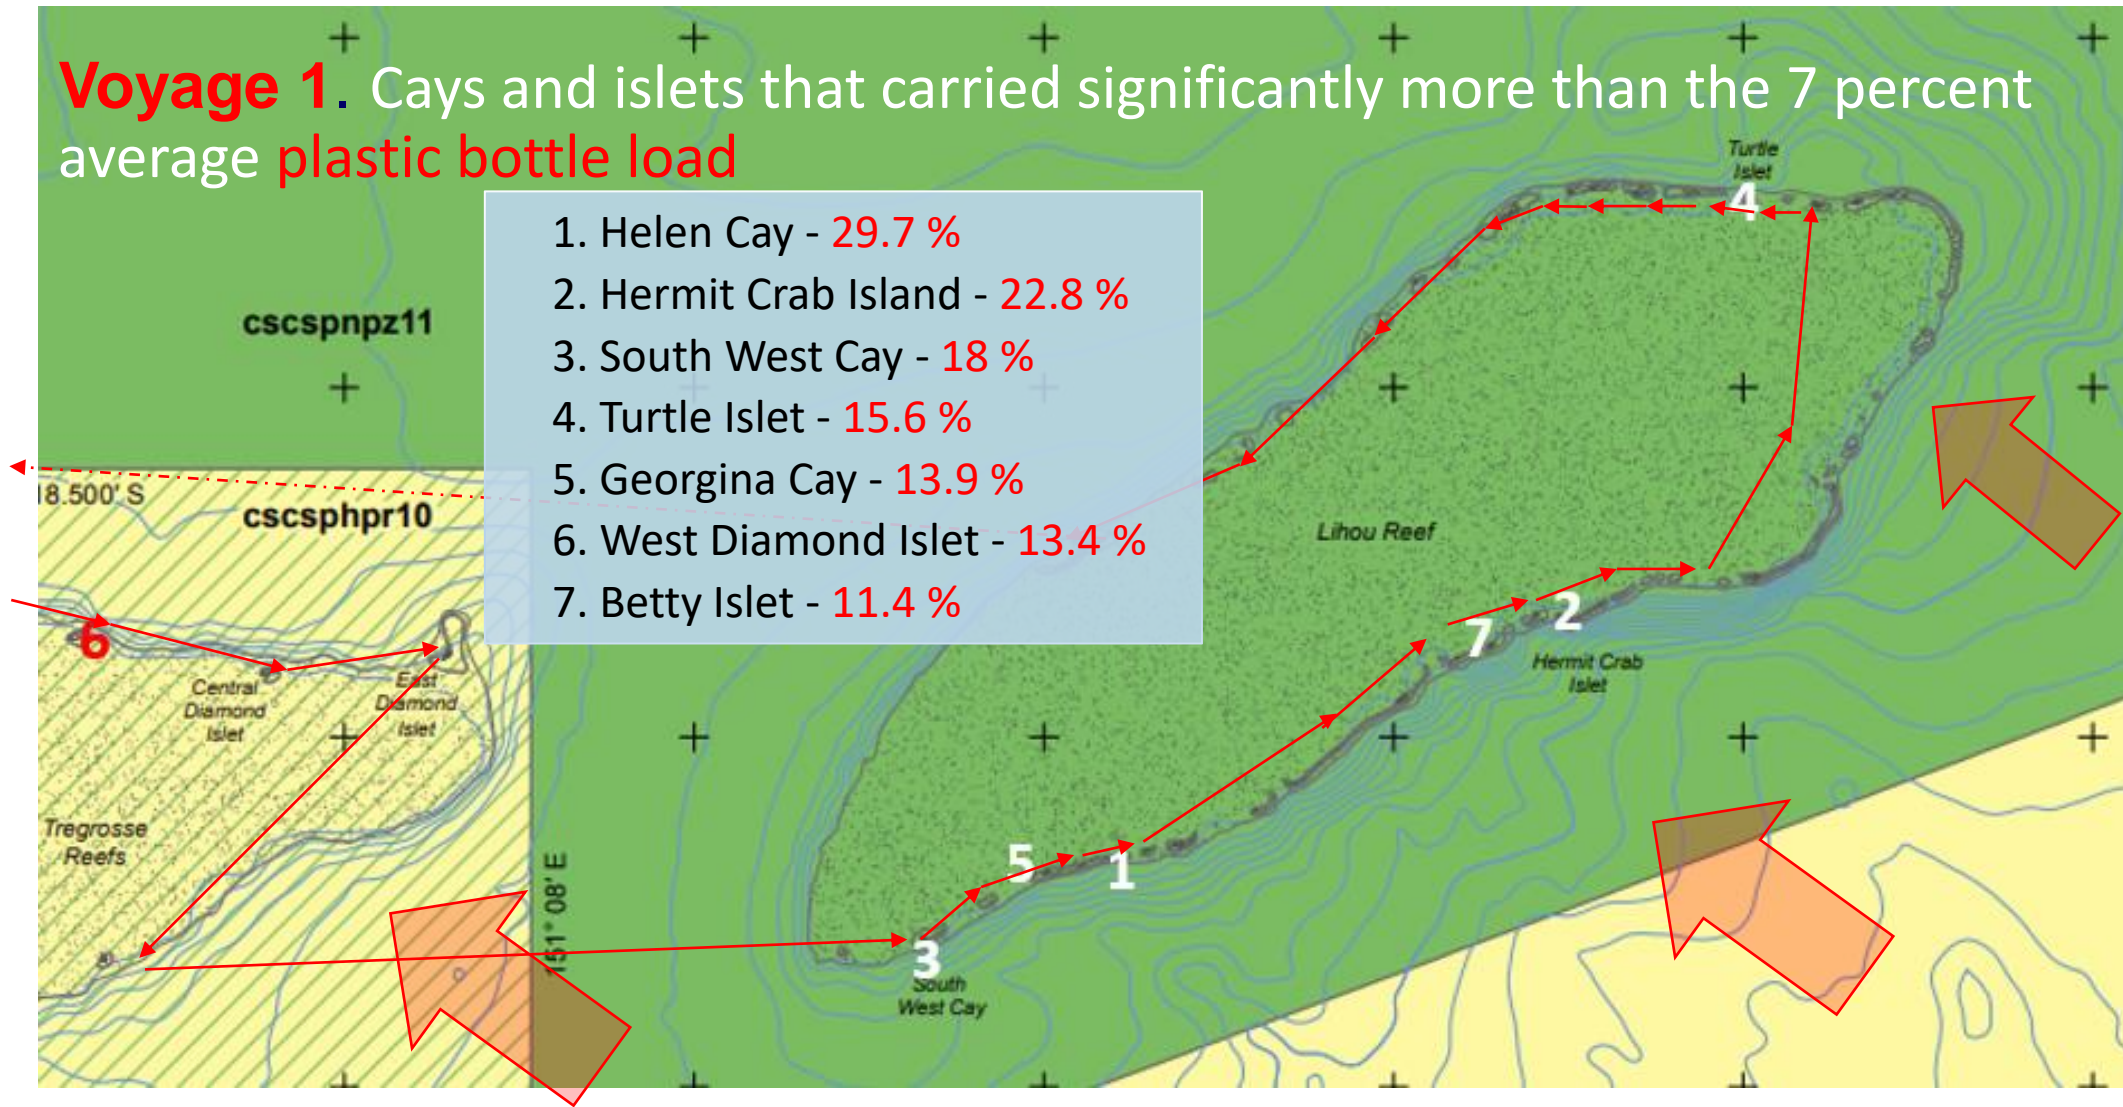 Voyage 1. Cays and islets that carried significantly more than the 7 percent
average plastic bottle load
1. Helen Cay - 29.7 %
2. Hermit Crab Island - 22.8 %
3. South West Cay - 18 %
4. Turtle Islet - 15.6 %
5. Georgina Cay - 13.9 %
6. West Diamond Islet - 13.4 %
7. Betty Islet - 11.4 %
Turtle
Islet
4
cscspnpz11
18.500' S
cscsphpr10
Lihou Reef
6
Central
Diamond
Islet
East
Diamond
Islet
7
2
Hermit Crab
Islet
Tregrosse
Reefs
151° 08' E
5
1
3
South
West Cay